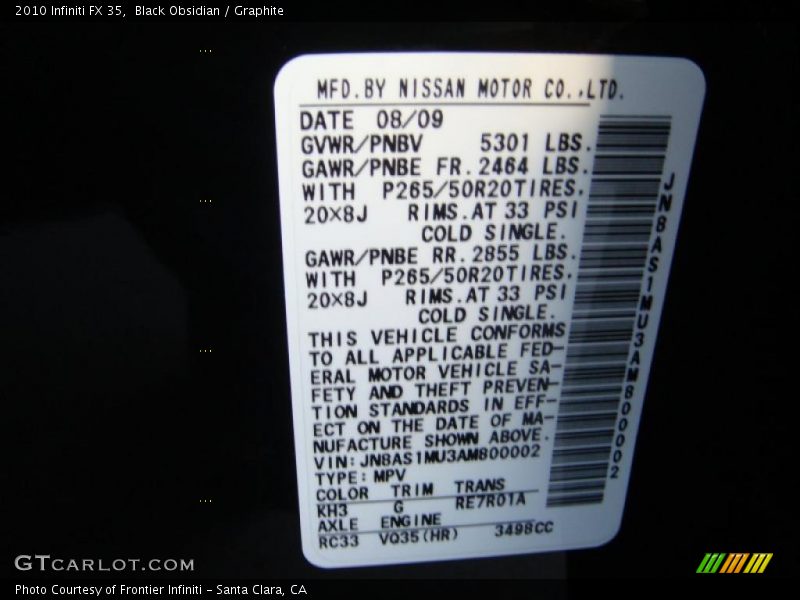 2010 Infiniti FX 35,  Black Obsidian / Graphite
MFD.BY NISSAN MOTOR CO.,LTD.
DATE 08/09
GVWR/PNBV 5301 LBS.
GAWR/PNBE FR.2464 LBS.
WITH P265/50R20TIRES.
20×8J RIMS.AT 33 PSI
COLD SINGLE.
GAWR/PNBE RR.2855 LBS.
WITH P265/50R20TIRES.
20×8J RIMS.AT 33 PSI
COLD SINGLE.
THIS VEHICLE CONFORMS
TO ALL APPLICABLE FED-
ERAL MOTOR VEHICLE SA-
FETY AND THEFT PREVEN-
TION STANDARDS IN EFF-
ECT ON THE DATE OF MA-
NUFACTURE SHOWN ABOVE.
VIN:JN8AS1MU3AM800002
TYPE:MPV
COLOR TRIM TRANS
KH3 G RE7R01A
AXLE ENGINE
RC33 VQ35(HR) 3498CC
JN8AS1MU3AM800002
GTCARLOT.COM
Photo Courtesy of Frontier Infiniti - Santa Clara, CA